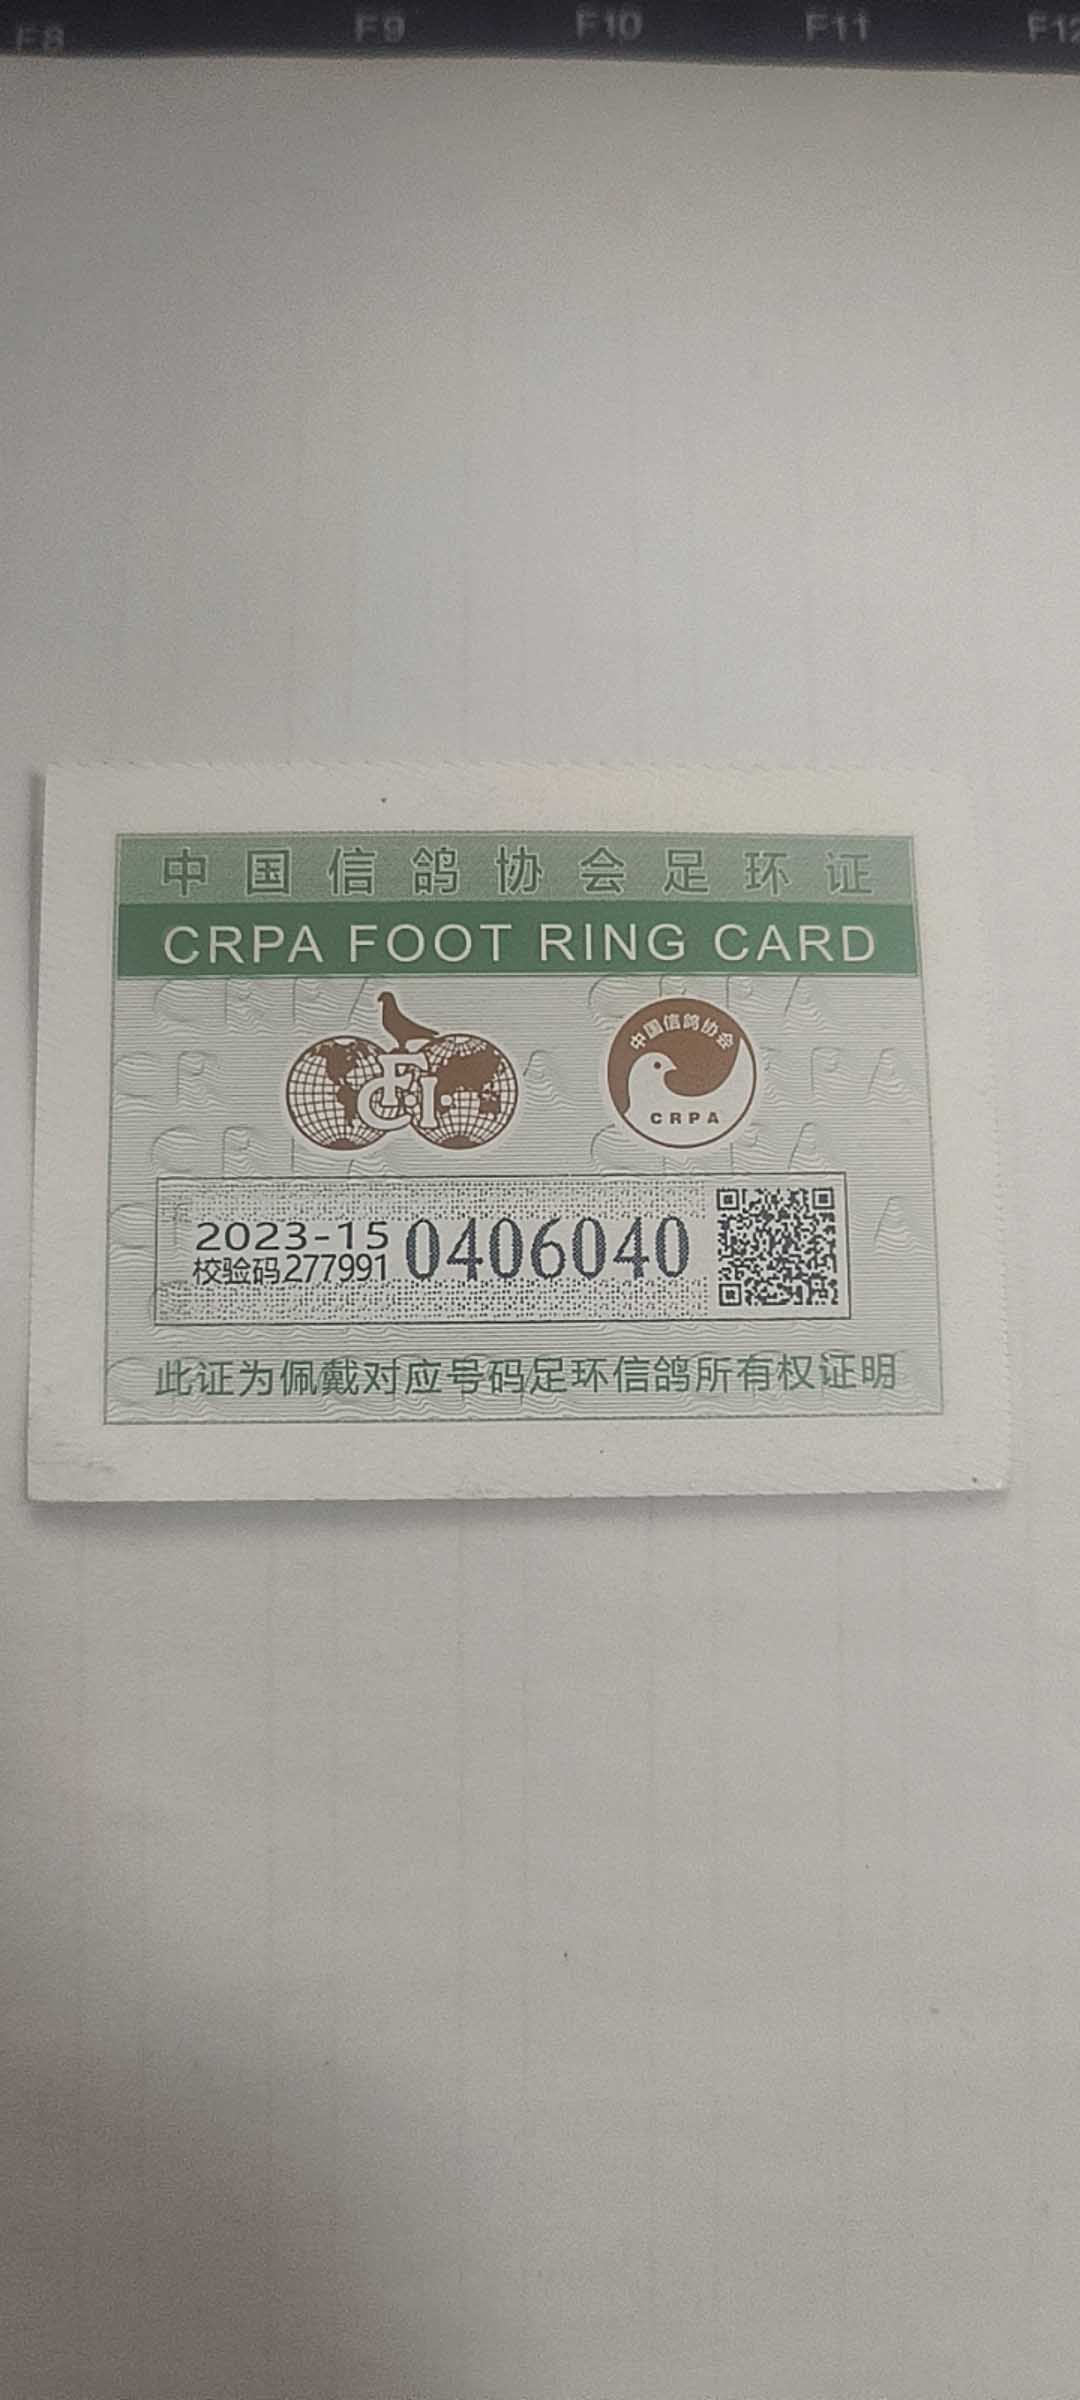 F8 F9 F10 F11 F12
中国信鸽协会足环证
CRPA FOOT RING CARD
F.C.I.
中国信鸽协会
CRPA
2023-15
校验码277991
0406040
此证为佩戴对应号码足环信鸽所有权证明